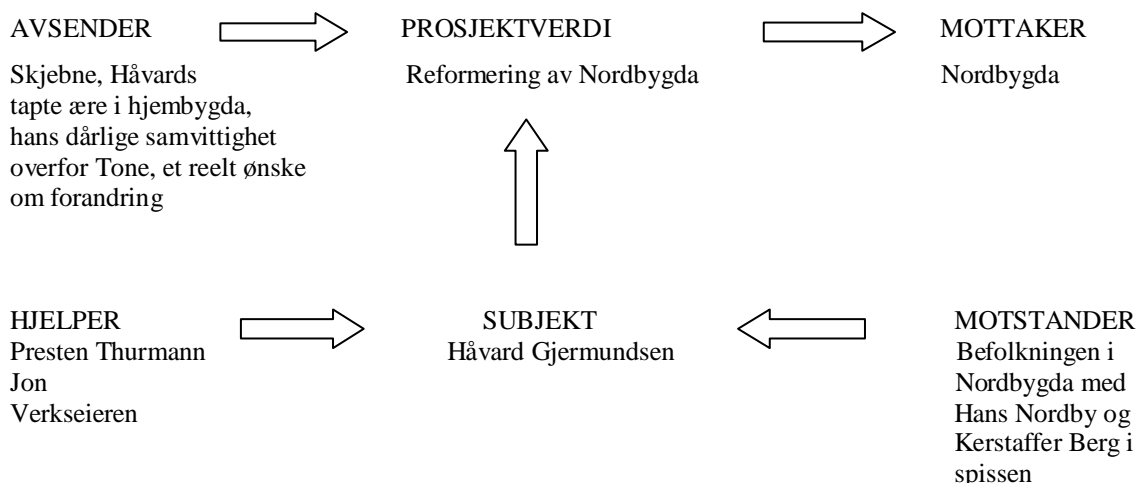 AVSENDER
Skjebne, Håvards
tapte ære i hjembygda,
hans dårlige samvittighet
overfor Tone, et reelt ønske
om forandring
PROSJEKTVERDI
Reformering av Nordbygda
MOTTAKER
Nordbygda
HJELPER
Presten Thurmann
Jon
Verkseieren
SUBJEKT
Håvard Gjermundsen
MOTSTANDER
Befolkningen i
Nordbygda med
Hans Nordby og
Kerstaffer Berg i
spissen